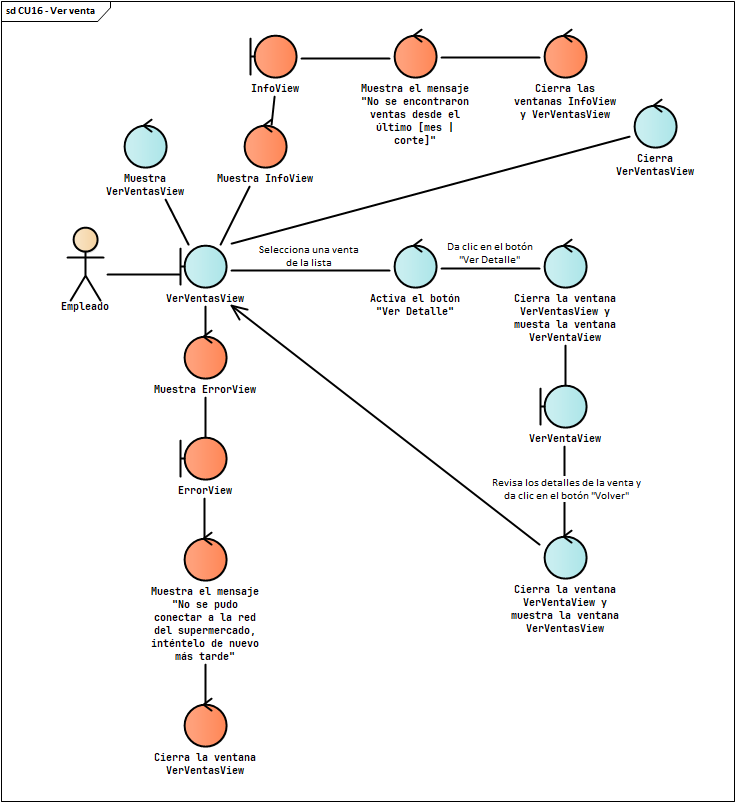 sd CU16 - Ver venta
InfoView
Muestra el mensaje
"No se encontraron
ventas desde el
último [mes |
corte]"
Cierra las
ventanas InfoView
y VerVentasView
Muestra
VerVentasView
Muestra InfoView
Cierra
VerVentasView
Empleado
VerVentasView
Selecciona una venta
de la lista
Activa el botón
"Ver Detalle"
Da clic en el botón
"Ver Detalle"
Cierra la ventana
VerVentasView y
muesta la ventana
VerVentaView
Muestra ErrorView
VerVentaView
ErrorView
Revisa los detalles de la venta y
da clic en el botón "Volver"
Muestra el mensaje
"No se pudo
conectar a la red
del supermercado,
inténtelo de nuevo
más tarde"
Cierra la ventana
VerVentaView y
muestra la ventana
VerVentasView
Cierra la ventana
VerVentasView